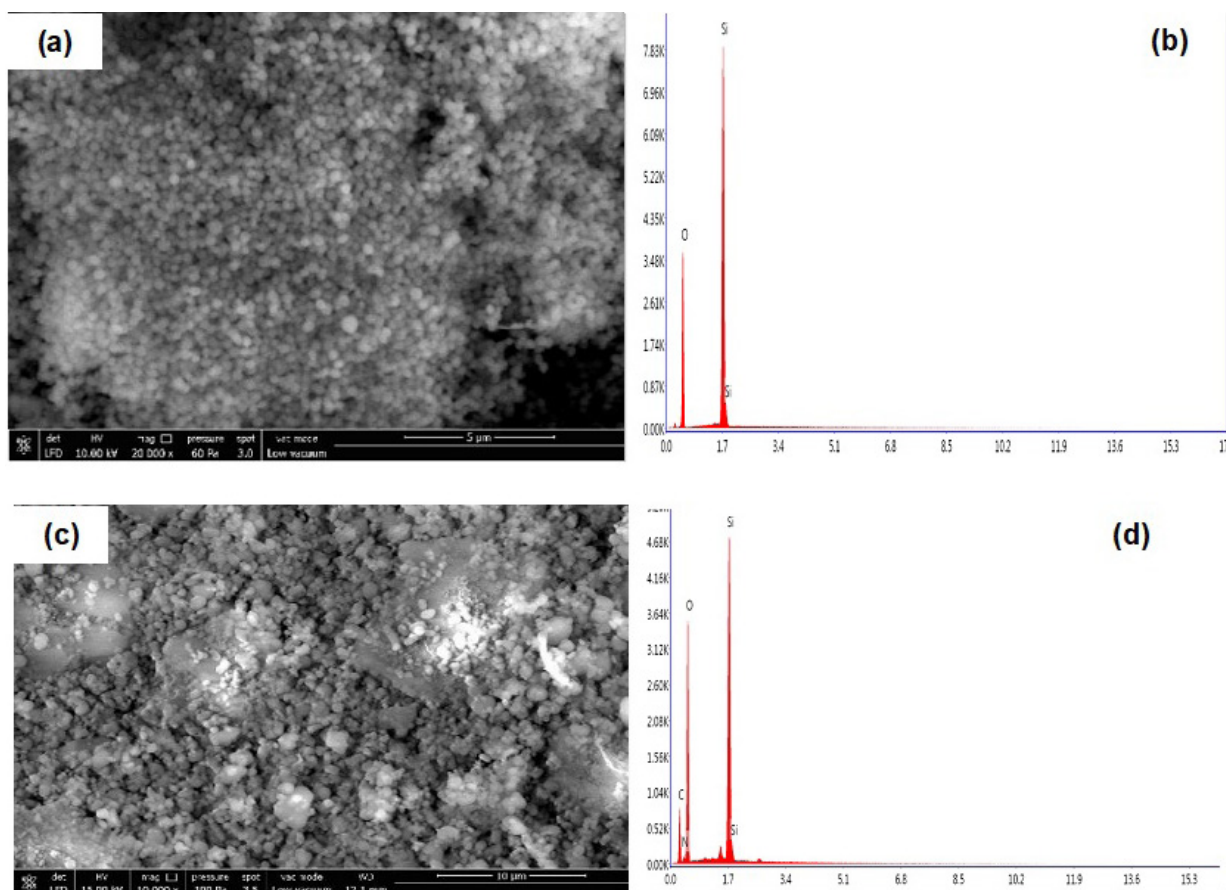 (a)
det HV mag pressure spot vac mode 5 µm
LFD 10.00 kV 20 000 x 60 Pa 3.0 Low vacuum
(b)
Si
7.83K
6.96K
6.09K
5.22K
4.35K
O
3.48K
2.61K
1.74K
0.87K
Si
0.00K
0.0 1.7 3.4 5.1 6.8 8.5 10.2 11.9 13.6 15.3 17
(c)
det HV mag pressure spot vac mode WD 10 µm
(d)
Si
4.68K
4.16K
O
3.64K
3.12K
2.60K
2.08K
1.56K
1.04K
C
0.52K
N
Si
0.00K
0.0 1.7 3.4 5.1 6.8 8.5 10.2 11.9 13.6 15.3